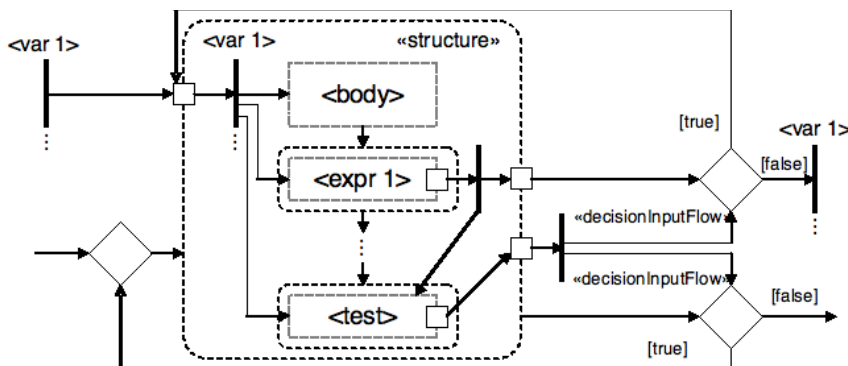 <var 1>
<var 1>
«structure»
<body>
<expr 1>
<test>
[true]
<var 1>
[false]
«decisionInputFlow»
«decisionInputFlow»
[false]
[true]